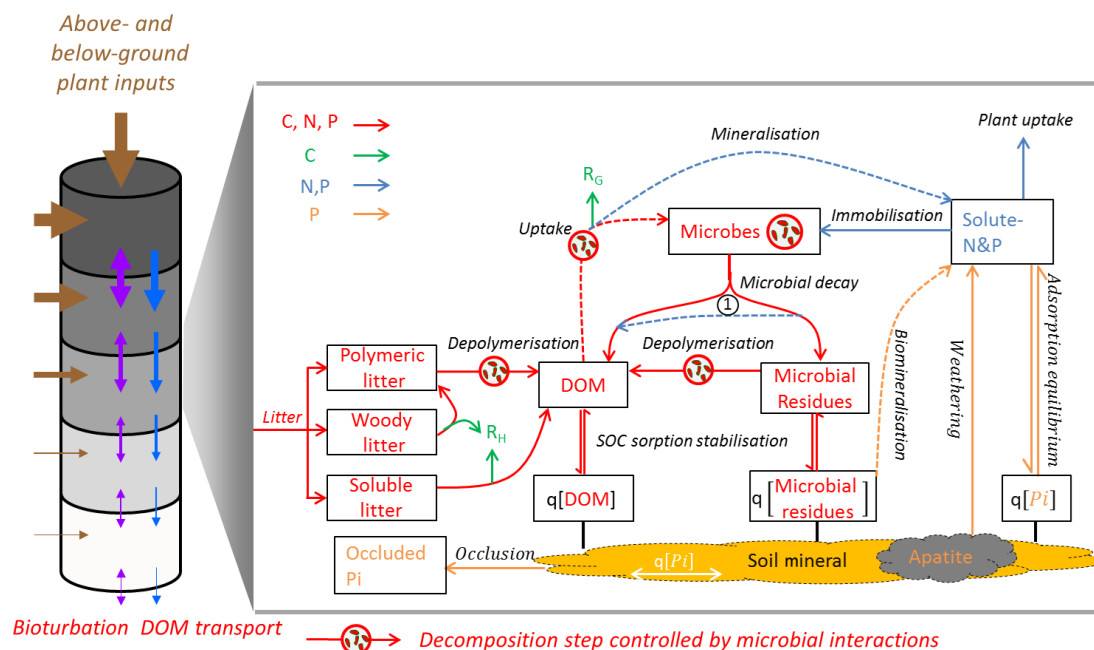 Above- and
below-ground
plant inputs
C, N, P
C
N,P
P
Mineralisation
Plant uptake
R_G
Uptake
Microbes
Immobilisation
Solute-
N&P
Microbial decay
1
Depolymerisation
Depolymerisation
Polymeric
litter
DOM
Microbial
Residues
Biomineralisation
Weathering
Adsorption equilibrium
Litter
Woody
litter
R_H
SOC sorption stabilisation
Soluble
litter
q[DOM]
q[Microbial
residues]
q[Pi]
Occluded
Pi
Occlusion
q[Pi]
Soil mineral
Apatite
Bioturbation DOM transport
Decomposition step controlled by microbial interactions